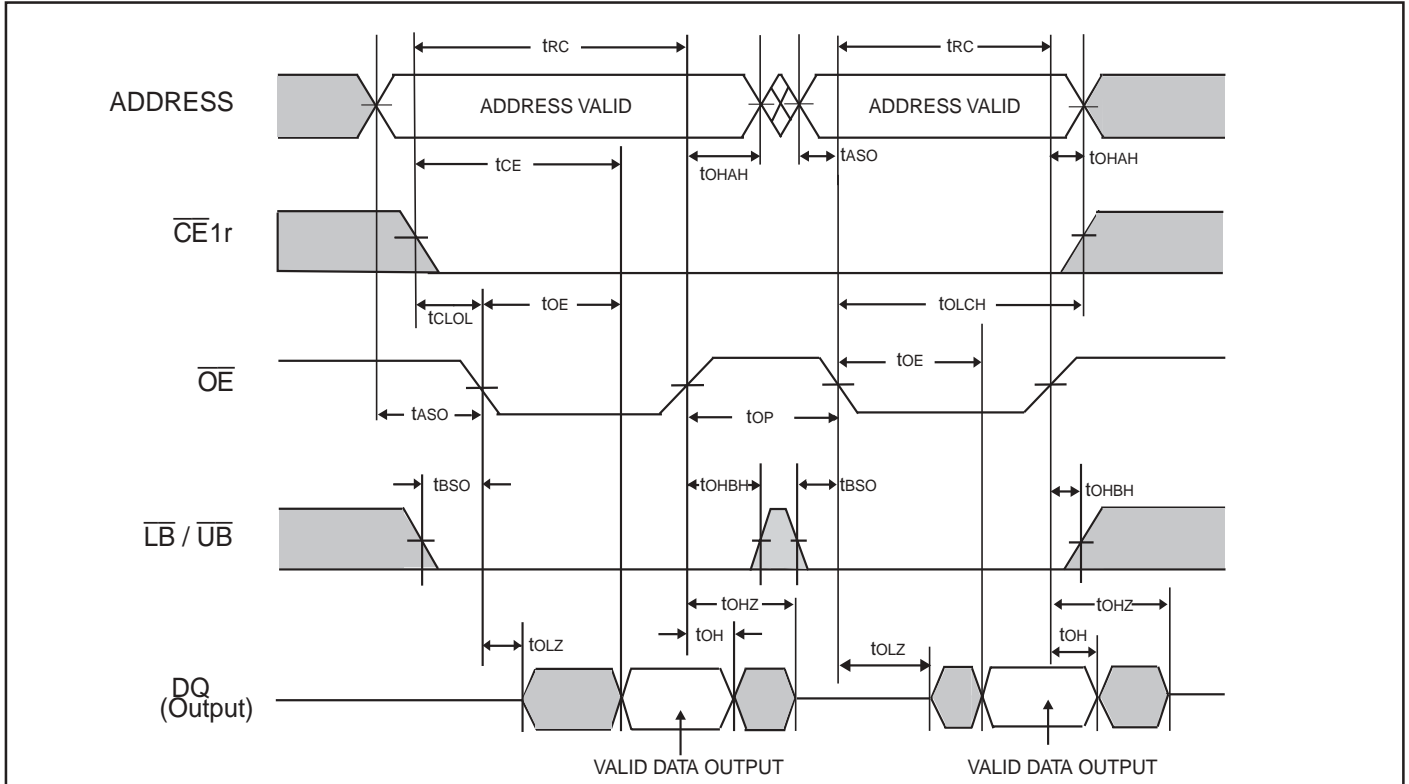 tRC tRC
ADDRESS ADDRESS VALID ADDRESS VALID
tCE tOHAH tASO tOHAH
CE1r
tCLOL tOE tOLCH
OE tOE
tASO tOP
tBSO tOHBH tBSO tOHBH
LB / UB
tOHZ tOHZ
tOLZ tOH tOLZ tOH
DQ
(Output)
VALID DATA OUTPUT VALID DATA OUTPUT